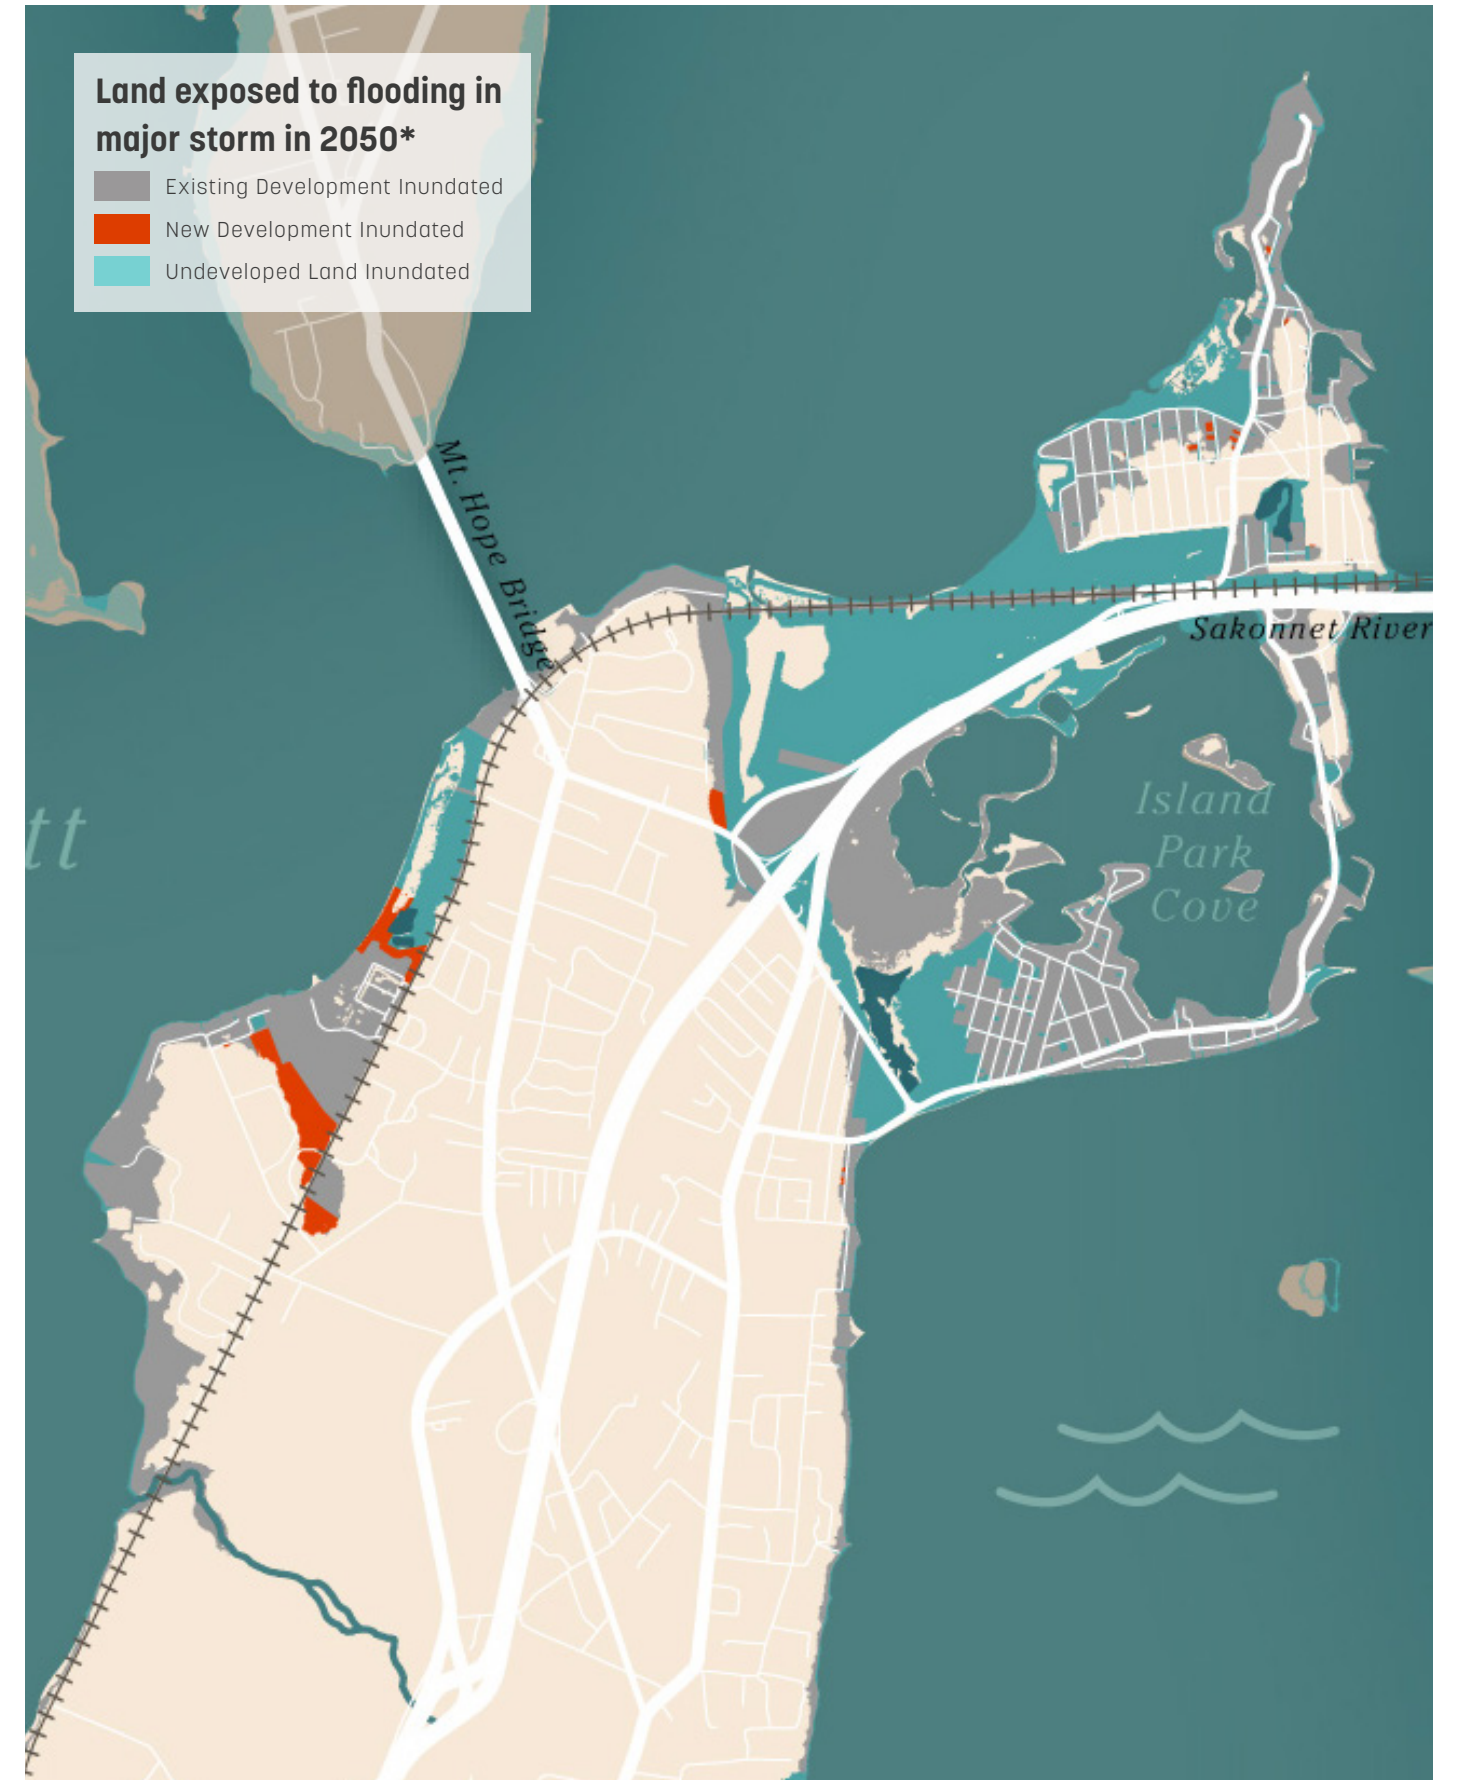 Land exposed to flooding in
major storm in 2050*
Existing Development Inundated
New Development Inundated
Undeveloped Land Inundated
Mt. Hope Bridge
Sakonnet River
tt
Island
Park
Cove